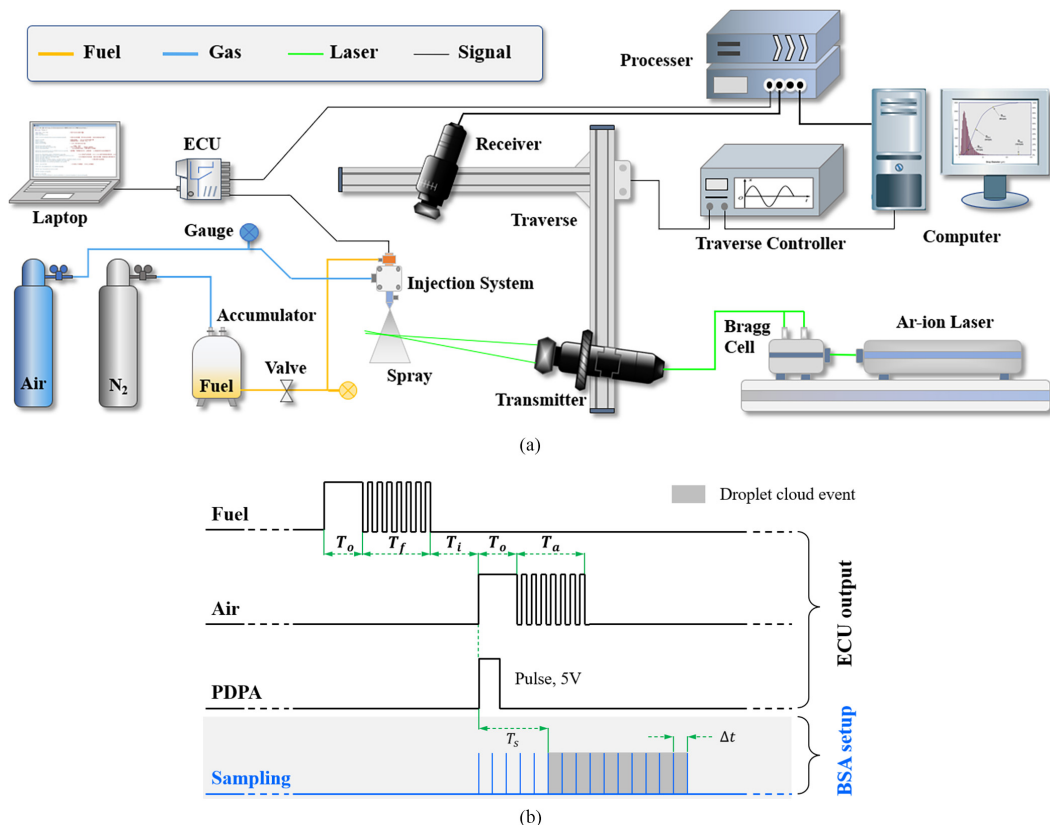 Fuel
Gas
Laser
Signal
Processer
ECU
Receiver
Laptop
Gauge
Traverse
Traverse Controller
Computer
Injection System
Air
N2
Accumulator
Fuel
Valve
Spray
Transmitter
Bragg
Cell
Ar-ion Laser
(a)
Droplet cloud event
Fuel
To
Tf
Ti
To
Ta
Air
Pulse, 5V
PDPA
Ts
Δt
Sampling
ECU output
BSA setup
(b)